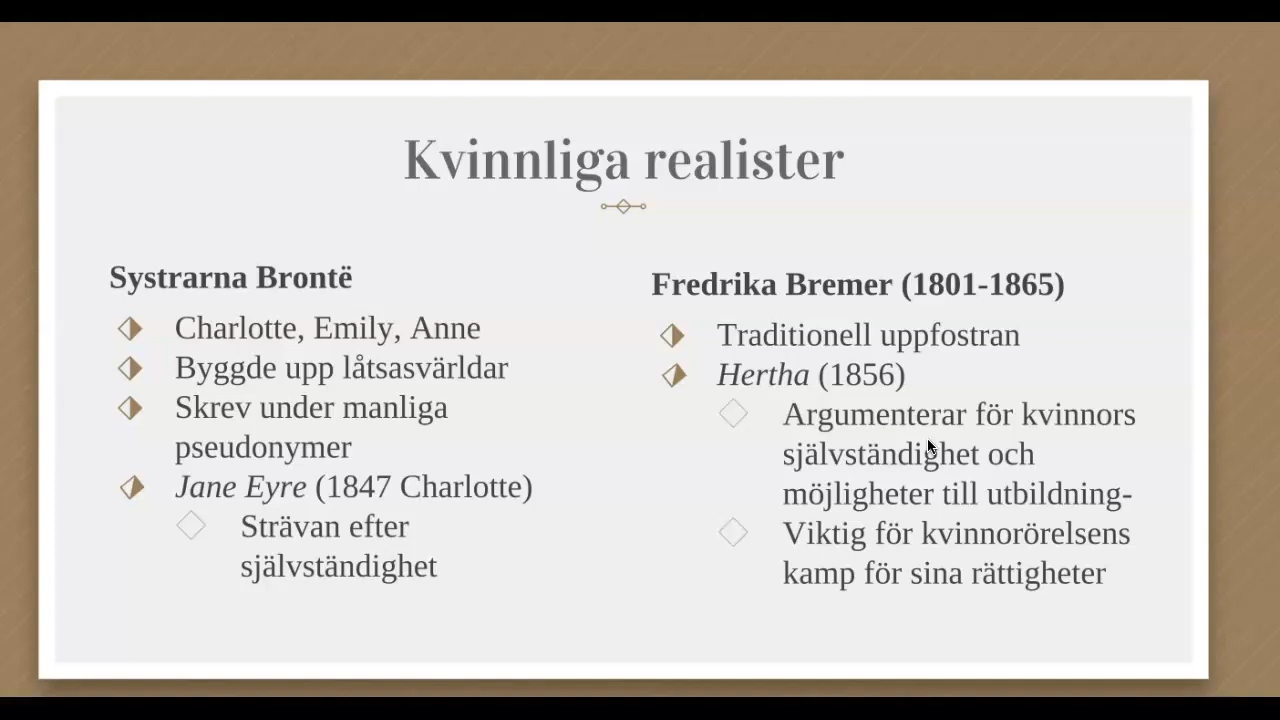 Kvinnliga realister
Systrarna Brontë
Charlotte, Emily, Anne
Byggde upp låtsasvärldar
Skrev under manliga
pseudonymer
Jane Eyre (1847 Charlotte)
Strävan efter
självständighet
Fredrika Bremer (1801-1865)
Traditionell uppfostran
Hertha (1856)
Argumenterar för kvinnors
självständighet och
möjligheter till utbildning-
Viktig för kvinnorörelsens
kamp för sina rättigheter